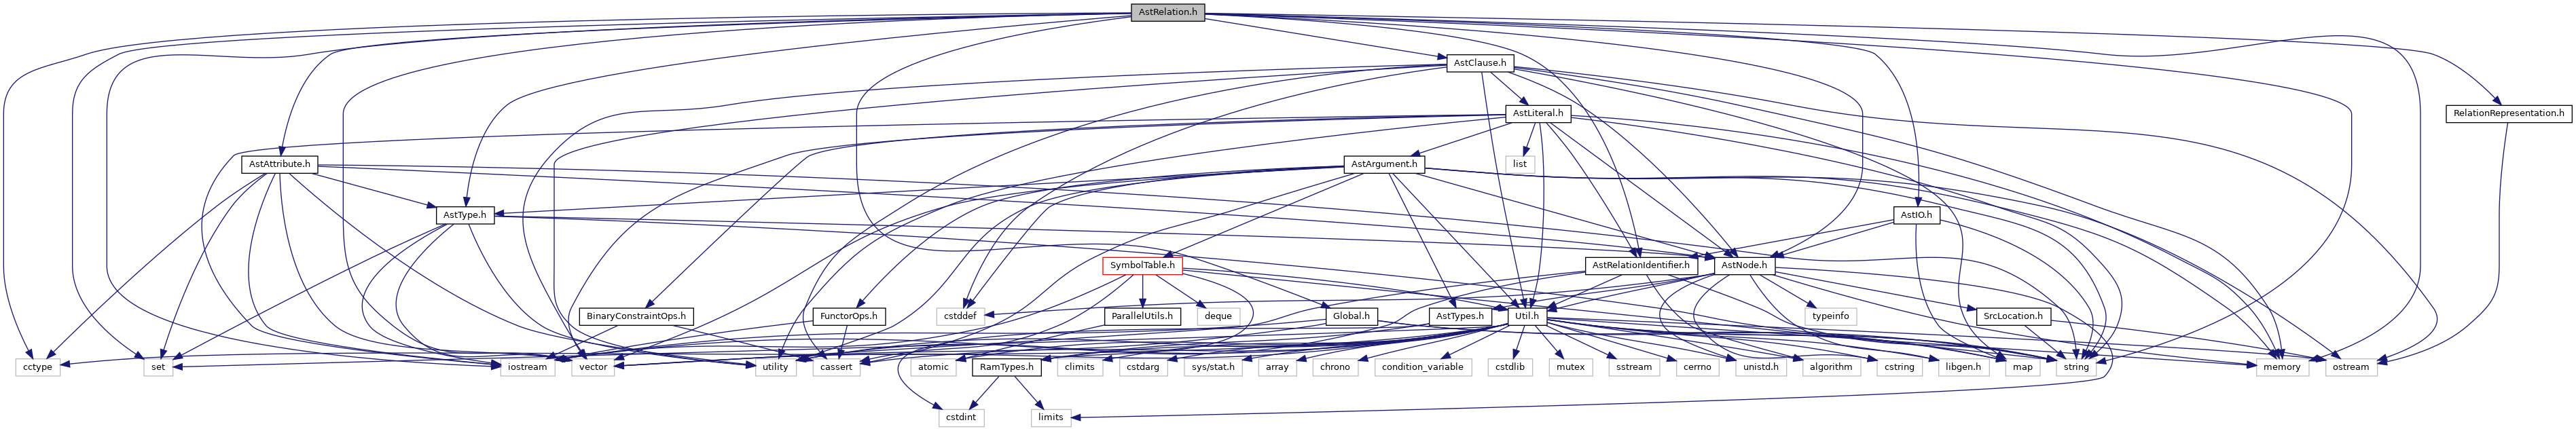 AstRelation.h
AstClause.h
AstLiteral.h
RelationRepresentation.h
AstAttribute.h
AstArgument.h
list
AstType.h
AstIO.h
SymbolTable.h
AstRelationIdentifier.h
AstNode.h
BinaryConstraintOps.h
FunctorOps.h
cstddef
ParallelUtils.h
deque
Global.h
AstTypes.h
Util.h
typeinfo
SrcLocation.h
cctype
set
iostream
vector
utility
cassert
atomic
RamTypes.h
climits
cstdarg
sys/stat.h
array
chrono
condition_variable
cstdlib
mutex
sstream
cerrno
unistd.h
algorithm
cstring
libgen.h
map
string
memory
ostream
cstdint
limits